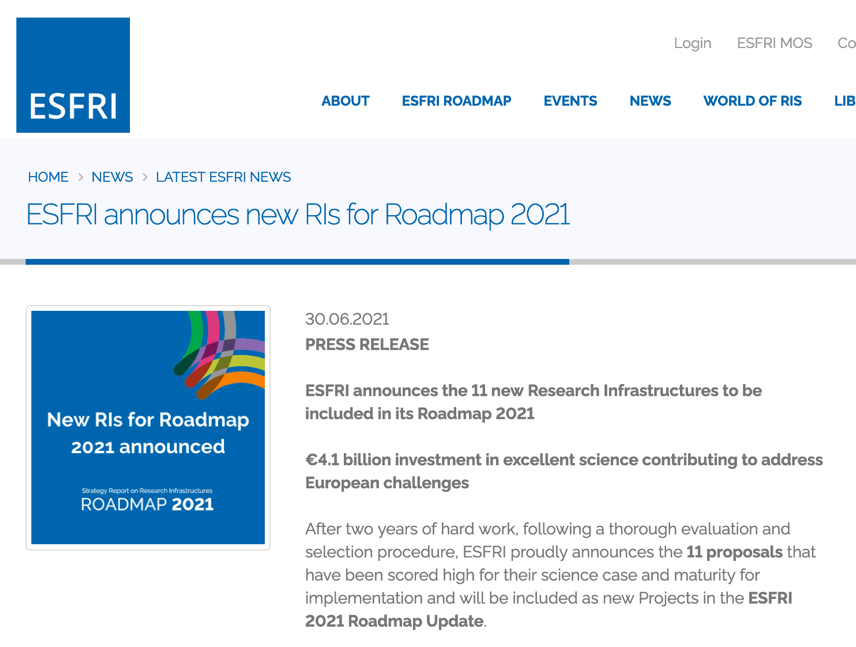 Login ESFRI MOS Co
ESFRI
ABOUT ESFRI ROADMAP EVENTS NEWS WORLD OF RIS LIB
HOME > NEWS > LATEST ESFRI NEWS
ESFRI announces new RIs for Roadmap 2021
New RIs for Roadmap
2021 announced
Strategy Report on Research Infrastructures
ROADMAP 2021
30.06.2021
PRESS RELEASE
ESFRI announces the 11 new Research Infrastructures to be
included in its Roadmap 2021
€4.1 billion investment in excellent science contributing to address
European challenges
After two years of hard work, following a thorough evaluation and
selection procedure, ESFRI proudly announces the 11 proposals that
have been scored high for their science case and maturity for
implementation and will be included as new Projects in the ESFRI
2021 Roadmap Update.